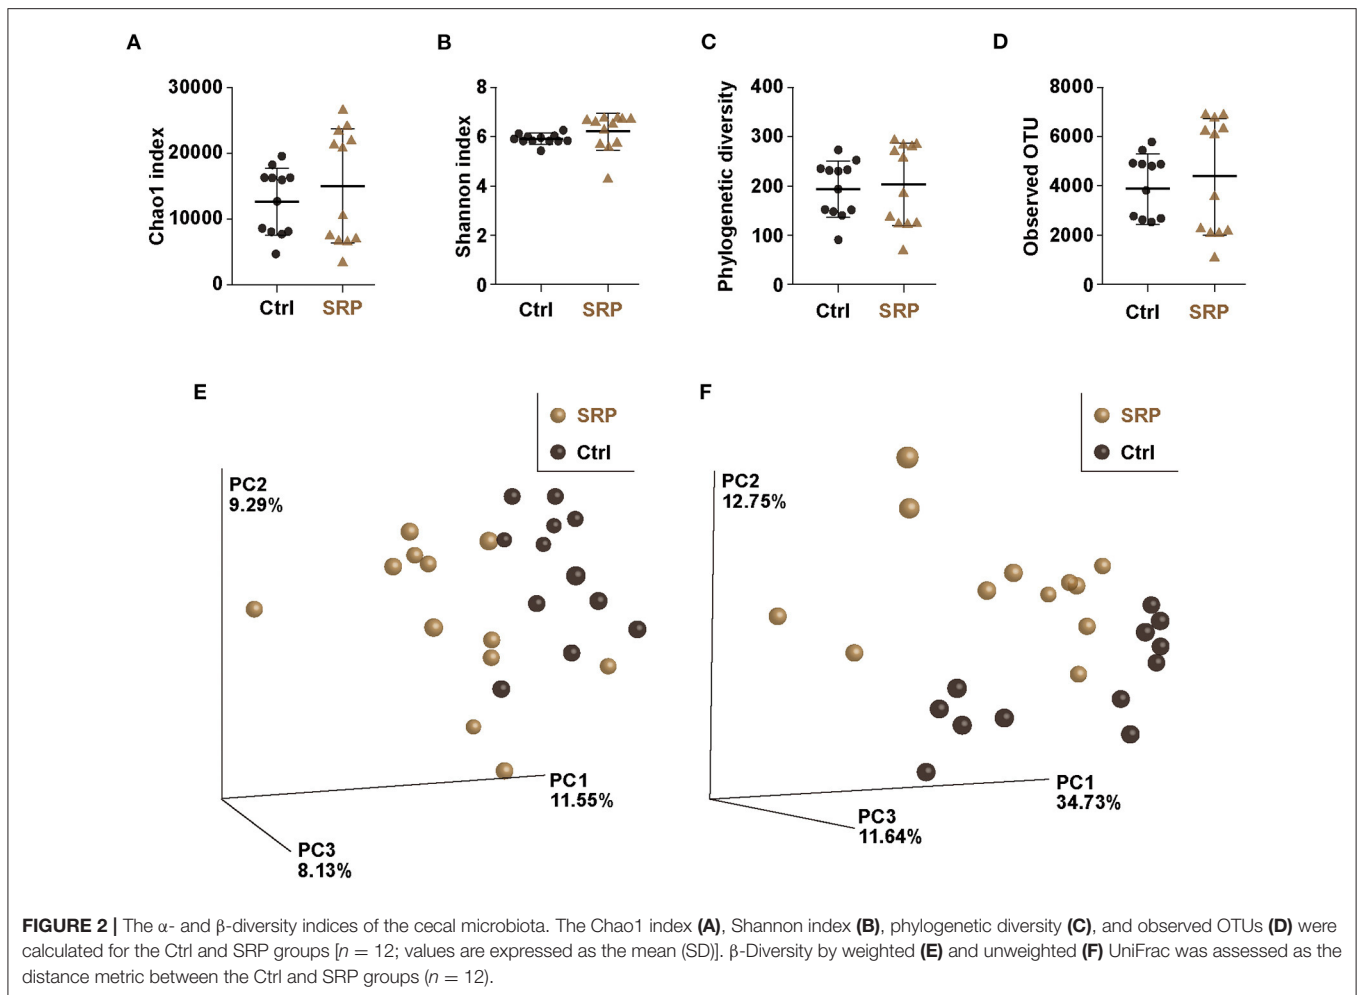 A
B
C
D
Chao1 index
30000
20000
10000
0
Ctrl
SRP
Shannon index
8
6
4
2
0
Ctrl
SRP
Phylogenetic diversity
400
300
200
100
0
Ctrl
SRP
Observed OTU
8000
6000
4000
2000
0
Ctrl
SRP
E
SRP
Ctrl
PC2
9.29%
PC1
11.55%
PC3
8.13%
F
SRP
Ctrl
PC2
12.75%
PC1
34.73%
PC3
11.64%
FIGURE 2 | The α- and β-diversity indices of the cecal microbiota. The Chao1 index (A), Shannon index (B), phylogenetic diversity (C), and observed OTUs (D) were
calculated for the Ctrl and SRP groups [n = 12; values are expressed as the mean (SD)]. β-Diversity by weighted (E) and unweighted (F) UniFrac was assessed as the
distance metric between the Ctrl and SRP groups (n = 12).